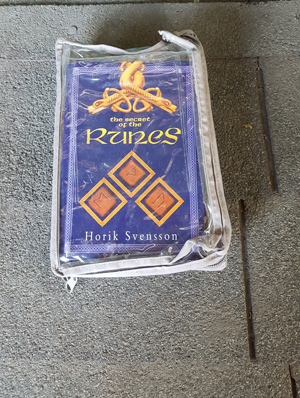 the secret
of the
RUNES
Horik Svensson